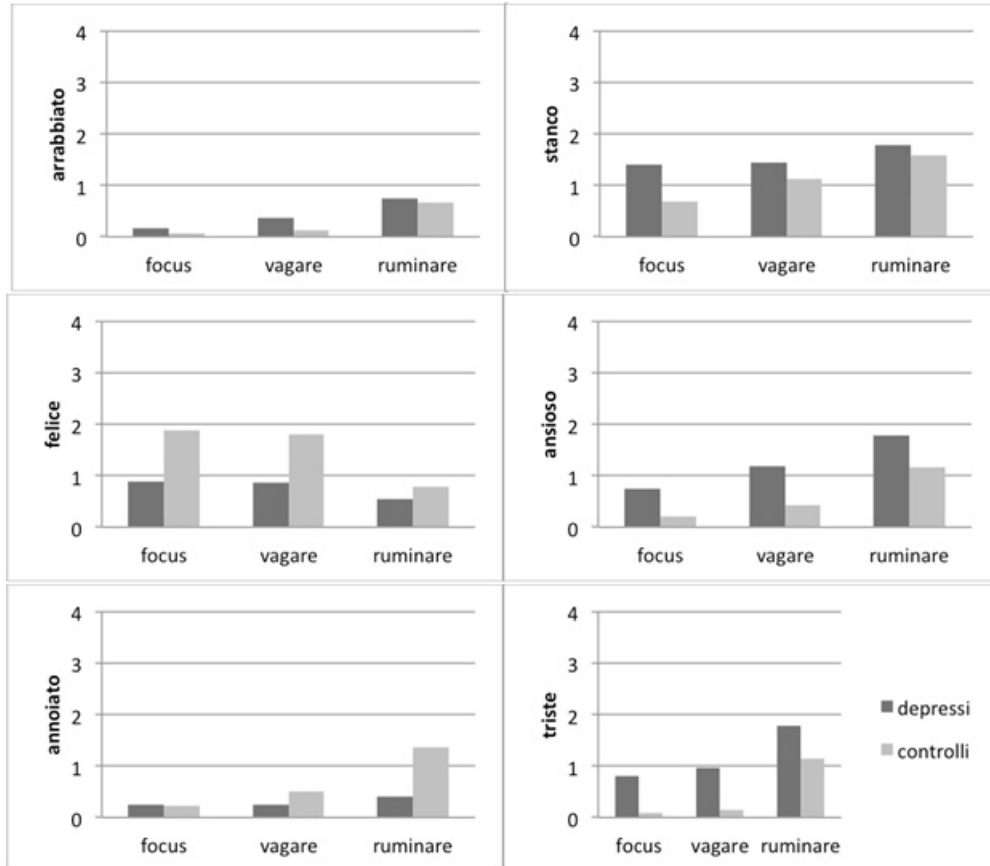 4
3
2
1
0
arrabbiato
focus vagare ruminare
4
3
2
1
0
stanco
focus vagare ruminare
4
3
2
1
0
felice
focus vagare ruminare
4
3
2
1
0
ansioso
focus vagare ruminare
4
3
2
1
0
annoiato
focus vagare ruminare
4
3
2
1
0
triste
focus vagare ruminare
depressi
controlli